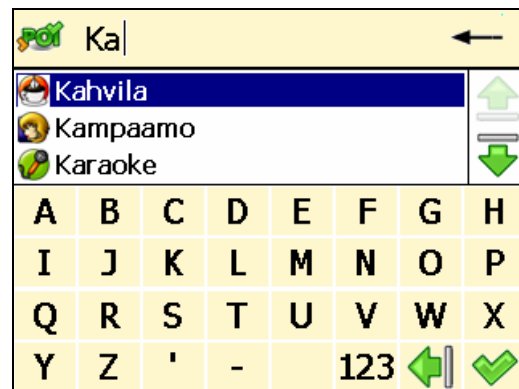 POI Ka
Kahvila
Kampaamo
Karaoke
A B C D E F G H
I J K L M N O P
Q R S T U V W X
Y Z ' - 123